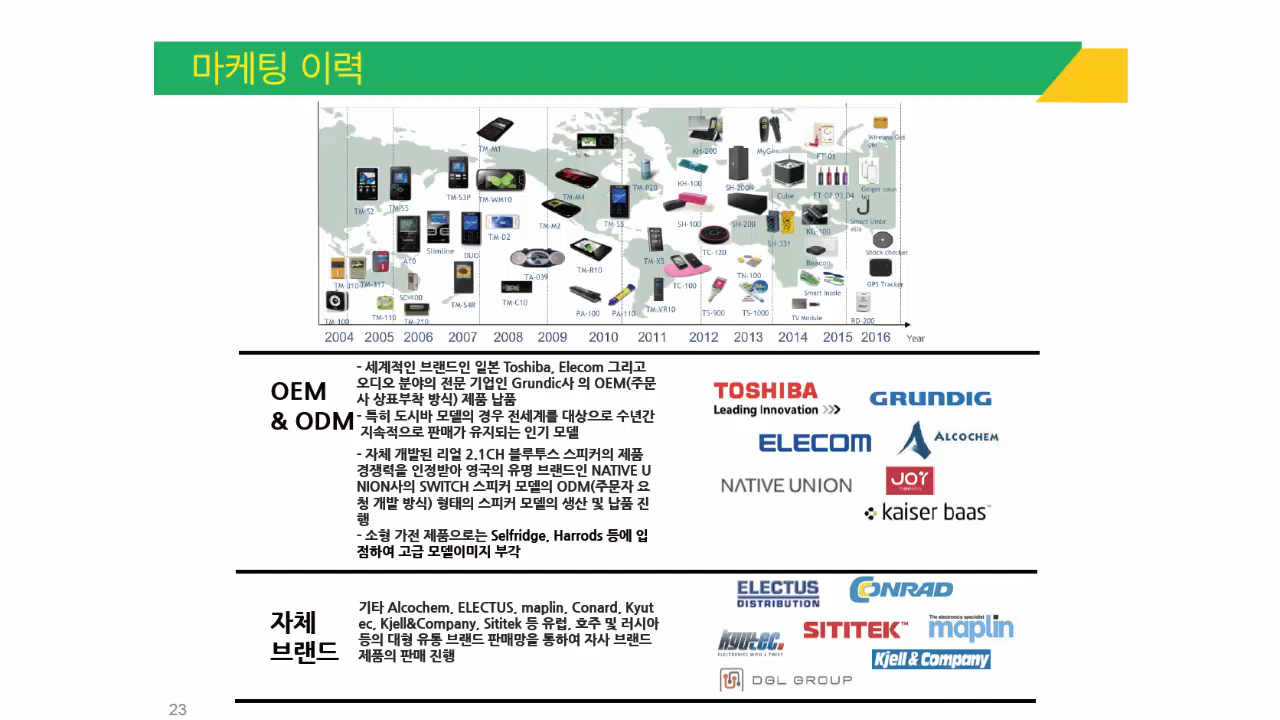 마케팅 이력
TM-M1
KH-200
MyGen
FT-01
TM-S2
TM-S5
TM-S3P
TM-WM10
TM-M4
TM-P20
KH-100
SH-200N
Cube
FT-02,03,04
TM-D2
TM-M2
TM-S5
SH-100
SH-200
KG-100
A10
Slimline
DUO
SH-331
Shock checker
TM-310
TM-317
TA-039
TM-R10
TM-X5
TC-120
TN-100
Beacon
GPS Tracker
TM-S4R
TM-C10
TC-100
Smart Insole
TM-100
TM-110
TM-210
PA-100
PA-110
TM-VR10
TS-900
TS-1000
TV Module
RD-200
2004 2005 2006 2007 2008 2009 2010 2011 2012 2013 2014 2015 2016 Year
OEM
& ODM
- 세계적인 브랜드인 일본 Toshiba, Elecom 그리고
오디오 분야의 전문 기업인 Grundic사 의 OEM(주문
사 상표부착 방식) 제품 납품
- 특히 도시바 모델의 경우 전세계를 대상으로 수년간
지속적으로 판매가 유지되는 인기 모델
- 자체 개발된 리얼 2.1CH 블루투스 스피커의 제품
경쟁력을 인정받아 영국의 유명 브랜드인 NATIVE U
NION사의 SWITCH 스피커 모델의 ODM(주문자 요
청 개발 방식) 형태의 스피커 모델의 생산 및 납품 진
행
- 소형 가전 제품으로는 Selfridge, Harrods 등에 입
점하여 고급 모델이미지 부각
TOSHIBA
Leading Innovation >>>
GRUNDIG
ELECOM
ALCOCHEM
NATIVE UNION
JOY
kaiser baas™
자체
브랜드
기타 Alcochem, ELECTUS, maplin, Conard, Kyut
ec, Kjell&Company, Sititek 등 유럽, 호주 및 러시아
등의 대형 유통 브랜드 판매망을 통하여 자사 브랜드
제품의 판매 진행
ELECTUS
DISTRIBUTION
CONRAD
kyutec.
ELECTRONICS WITH A TWIST
SITITEK™
The electronics specialist
maplin
Kjell & Company
DGL GROUP
23